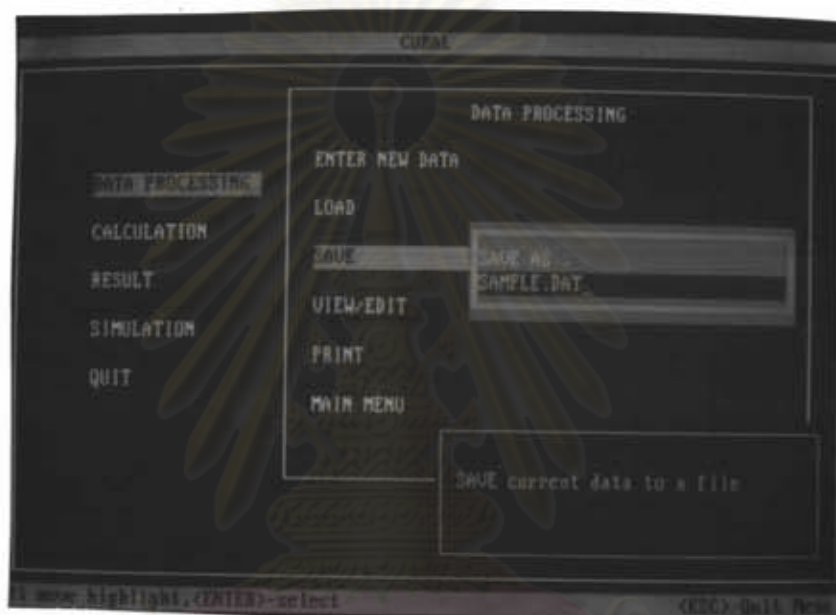 DATA PROCESSING
DATA PROCESSING
CALCULATION
RESULT
SIMULATION
QUIT
ENTER NEW DATA
LOAD
SAVE
VIEW/EDIT
PRINT
MAIN MENU
SAVE AS
SAMPLE.DAT
SAVE current data to a file
move highlight,<ENTER>-select
<ESC>-Quit